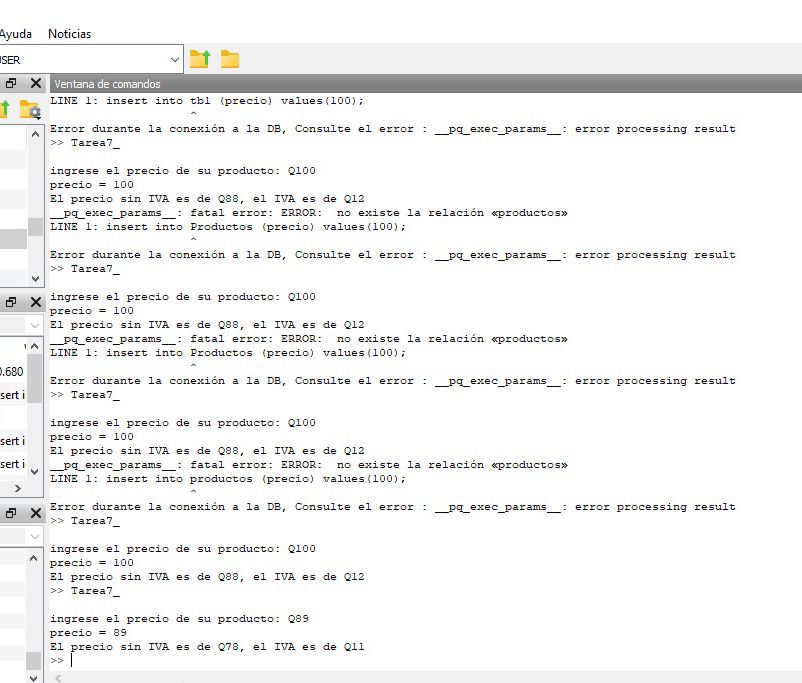 Ayuda Noticias
Ventana de comandos
LINE 1: insert into tbl (precio) values(100);
^
Error durante la conexión a la DB, Consulte el error : __pq_exec_params__: error processing result
>> Tarea7_
ingrese el precio de su producto: Q100
precio = 100
El precio sin IVA es de Q88, el IVA es de Q12
__pq_exec_params__: fatal error: ERROR:  no existe la relación «productos»
LINE 1: insert into Productos (precio) values(100);
^
Error durante la conexión a la DB, Consulte el error : __pq_exec_params__: error processing result
>> Tarea7_
ingrese el precio de su producto: Q100
precio = 100
El precio sin IVA es de Q88, el IVA es de Q12
__pq_exec_params__: fatal error: ERROR:  no existe la relación «productos»
LINE 1: insert into Productos (precio) values(100);
^
Error durante la conexión a la DB, Consulte el error : __pq_exec_params__: error processing result
>> Tarea7_
ingrese el precio de su producto: Q100
precio = 100
El precio sin IVA es de Q88, el IVA es de Q12
__pq_exec_params__: fatal error: ERROR:  no existe la relación «productos»
LINE 1: insert into productos (precio) values(100);
^
Error durante la conexión a la DB, Consulte el error : __pq_exec_params__: error processing result
>> Tarea7_
ingrese el precio de su producto: Q100
precio = 100
El precio sin IVA es de Q88, el IVA es de Q12
>> Tarea7_
ingrese el precio de su producto: Q89
precio = 89
El precio sin IVA es de Q78, el IVA es de Q11
>>